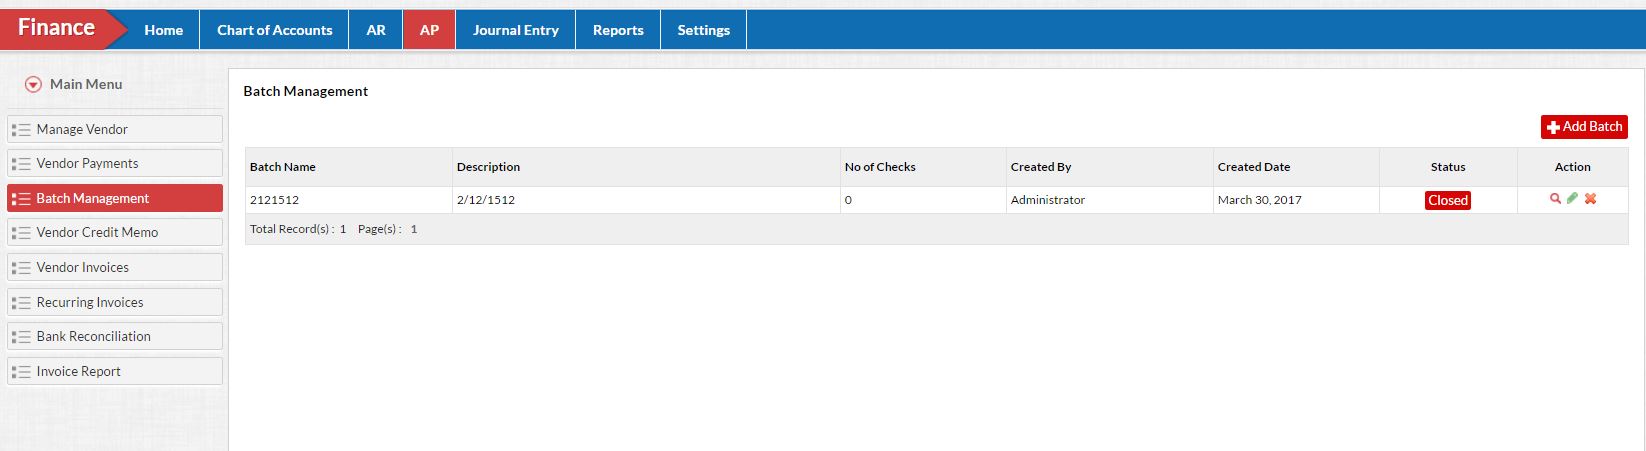 Finance Home Chart of Accounts AR AP Journal Entry Reports Settings
Main Menu
Manage Vendor
Vendor Payments
Batch Management
Vendor Credit Memo
Vendor Invoices
Recurring Invoices
Bank Reconciliation
Invoice Report
Batch Management
Add Batch
Batch Name Description No of Checks Created By Created Date Status Action
2121512 2/12/1512 0 Administrator March 30, 2017 Closed
Total Record(s) : 1 Page(s) : 1